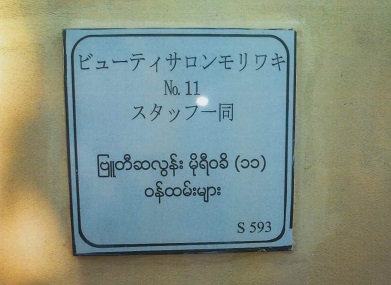 ビューティサロンモリワキ
№ 11
スタッフ一同
ဗြူတီဆလွန်း မိုရီဝခိ (၁၁)
ဝန်ထမ်းများ
S 593